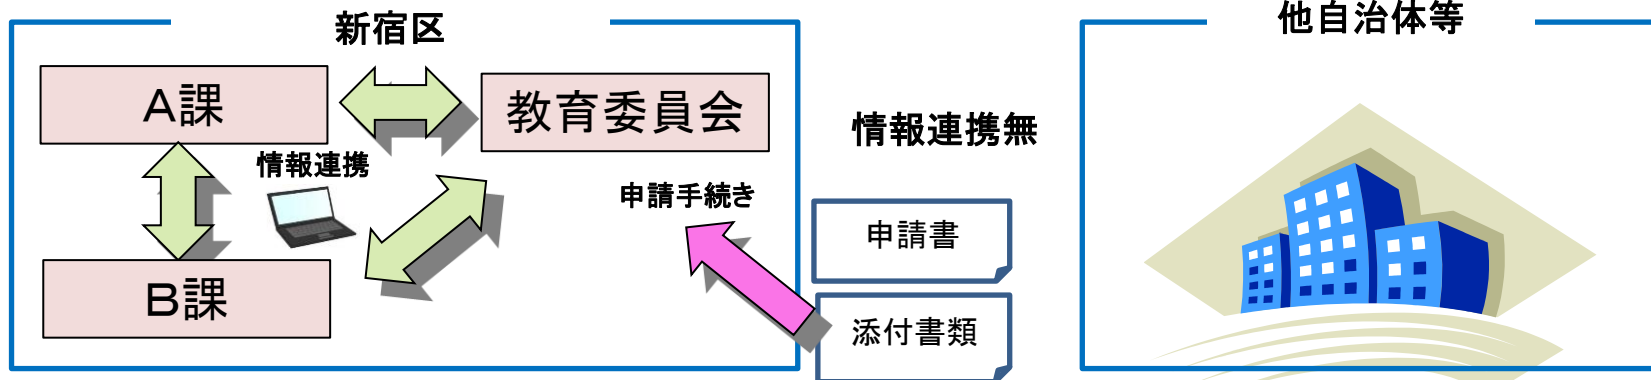 新宿区
他自治体等
A課
教育委員会
情報連携無
情報連携
申請手続き
申請書
B課
添付書類